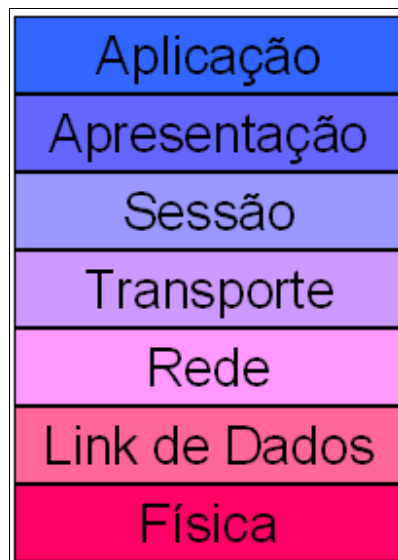 Aplicação
Apresentação
Sessão
Transporte
Rede
Link de Dados
Física